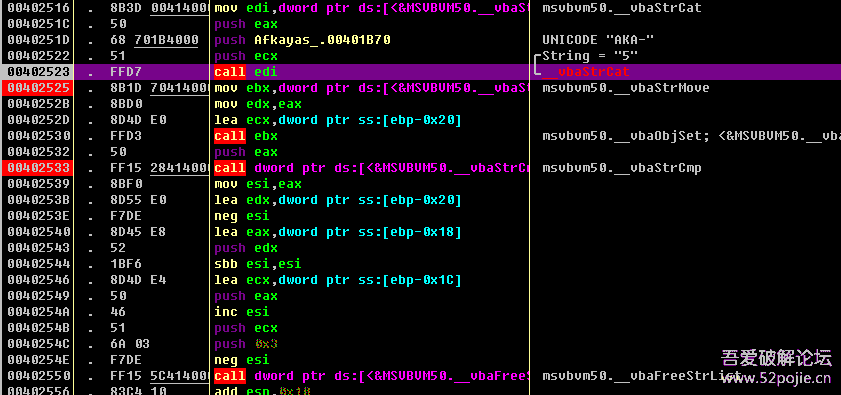 00402516 . 8B3D 00414000 mov edi,dword ptr ds:[<&MSVBVM50.__vbaSt msvbvm50.__vbaStrCat
0040251C . 50 push eax
0040251D . 68 701B4000 push Afkayas_.00401B70 UNICODE "AKA-"
00402522 . 51 push ecx String = "5"
00402523 . FFD7 call edi __vbaStrCat
00402525 . 8B1D 70414000 mov ebx,dword ptr ds:[<&MSVBVM50.__vbaSt msvbvm50.__vbaStrMove
0040252B . 8BD0 mov edx,eax
0040252D . 8D4D E0 lea ecx,dword ptr ss:[ebp-0x20]
00402530 . FFD3 call ebx msvbvm50.__vbaObjSet; <&MSVBVM50.__vba
00402532 . 50 push eax
00402533 . FF15 28414000 call dword ptr ds:[<&MSVBVM50.__vbaStrCm msvbvm50.__vbaStrCmp
00402539 . 8BF0 mov esi,eax
0040253B . 8D55 E0 lea edx,dword ptr ss:[ebp-0x20]
0040253E . F7DE neg esi
00402540 . 8D45 E8 lea eax,dword ptr ss:[ebp-0x18]
00402543 . 52 push edx
00402544 . 1BF6 sbb esi,esi
00402546 . 8D4D E4 lea ecx,dword ptr ss:[ebp-0x1C]
00402549 . 50 push eax
0040254A . 46 inc esi
0040254B . 51 push ecx
0040254C . 6A 03 push 0x3
0040254E . F7DE neg esi
00402550 . FF15 5C414000 call dword ptr ds:[<&MSVBVM50.__vbaFreeS msvbvm50.__vbaFreeStrList
00402556 . 83C4 10 add esp,0x10
吾爱破解论坛
www.52pojie.cn